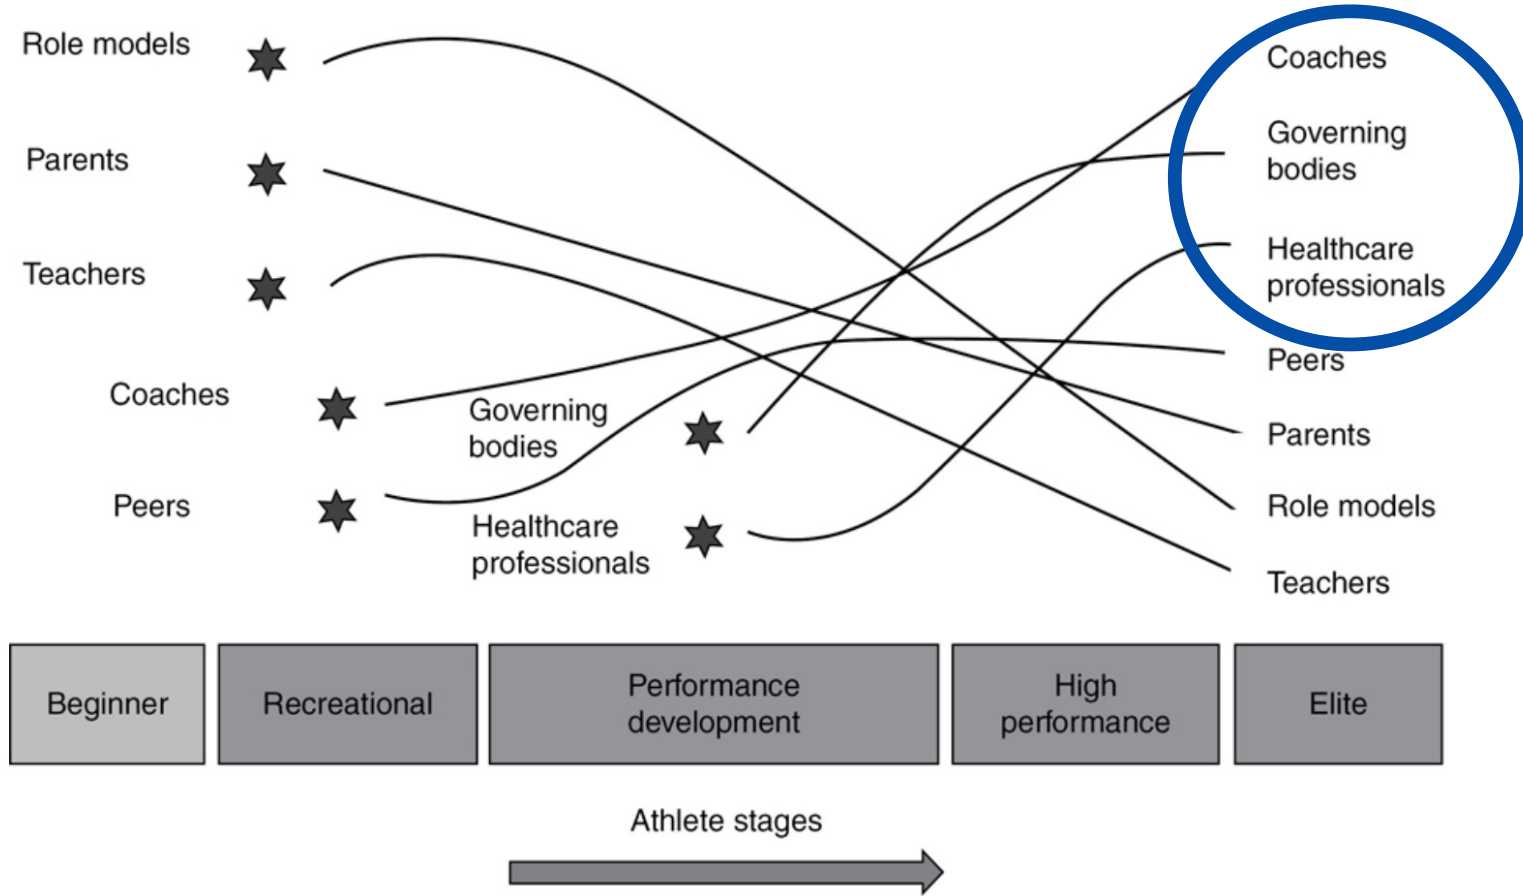 Role models
Parents
Teachers
Coaches
Peers
Governing
bodies
Healthcare
professionals
Coaches
Governing
bodies
Healthcare
professionals
Peers
Parents
Role models
Teachers
Beginner
Recreational
Performance
development
High
performance
Elite
Athlete stages